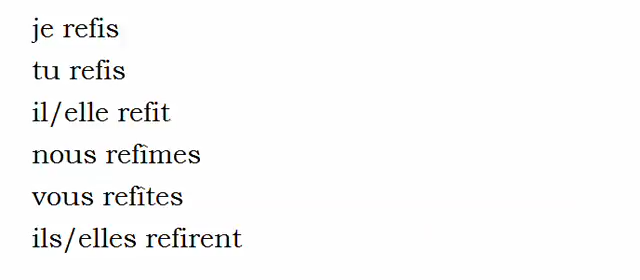 je refis
tu refis
il/elle refit
nous refîmes
vous refîtes
ils/elles refirent